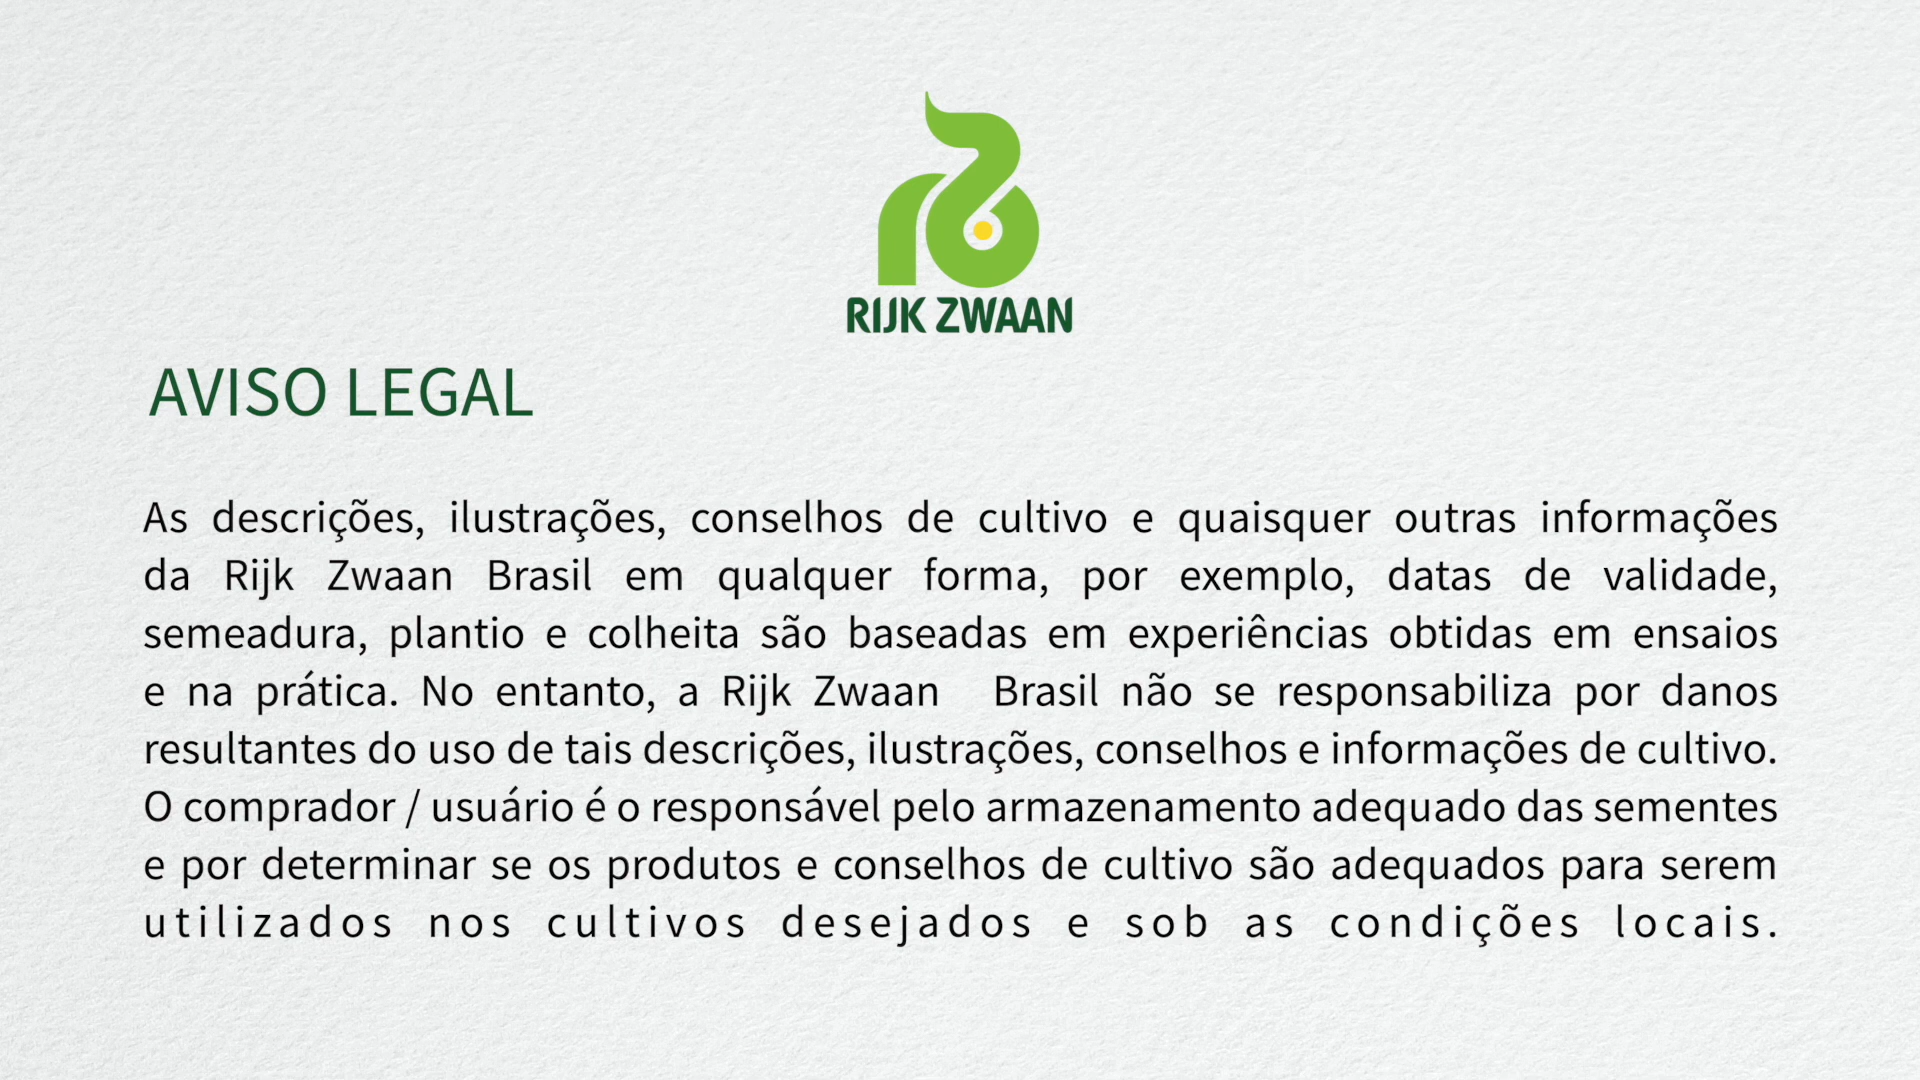 RIJK ZWAAN
AVISO LEGAL
As descrições, ilustrações, conselhos de cultivo e quaisquer outras informações
da Rijk Zwaan Brasil em qualquer forma, por exemplo, datas de validade,
semeadura, plantio e colheita são baseadas em experiências obtidas em ensaios
e na prática. No entanto, a Rijk Zwaan Brasil não se responsabiliza por danos
resultantes do uso de tais descrições, ilustrações, conselhos e informações de cultivo.
O comprador / usuário é o responsável pelo armazenamento adequado das sementes
e por determinar se os produtos e conselhos de cultivo são adequados para serem
utilizados nos cultivos desejados e sob as condições locais.